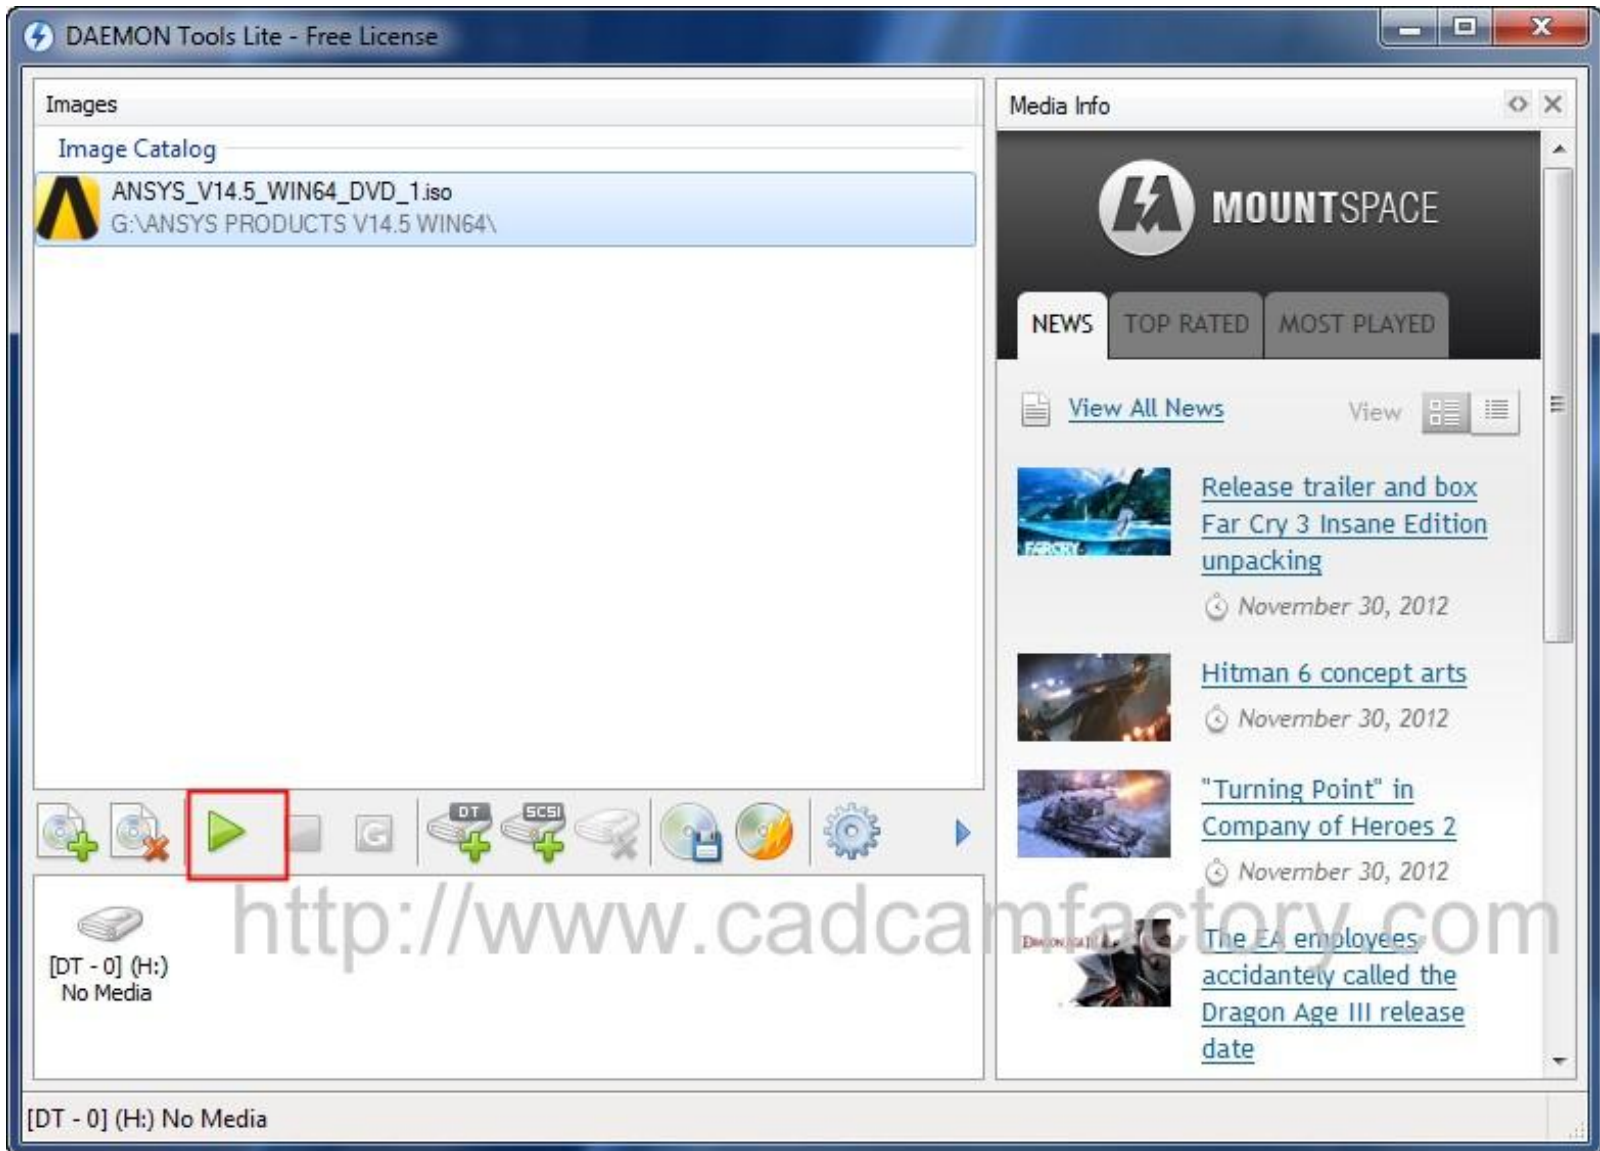 DAEMON Tools Lite - Free License
Images
Image Catalog
ANSYS_V14.5_WIN64_DVD_1.iso
G:\ANSYS PRODUCTS V14.5 WIN64\
DT
SCSI
G
[DT - 0] (H:)
No Media
[DT - 0] (H:) No Media
Media Info
MOUNTSPACE
NEWS
TOP RATED
MOST PLAYED
View All News
View
FARCRY
Release trailer and box
Far Cry 3 Insane Edition
unpacking
November 30, 2012
Hitman 6 concept arts
November 30, 2012
"Turning Point" in
Company of Heroes 2
November 30, 2012
DRAGON AGE III
The EA employees
accidantely called the
Dragon Age III release
date
http://www.cadcamfactory.com